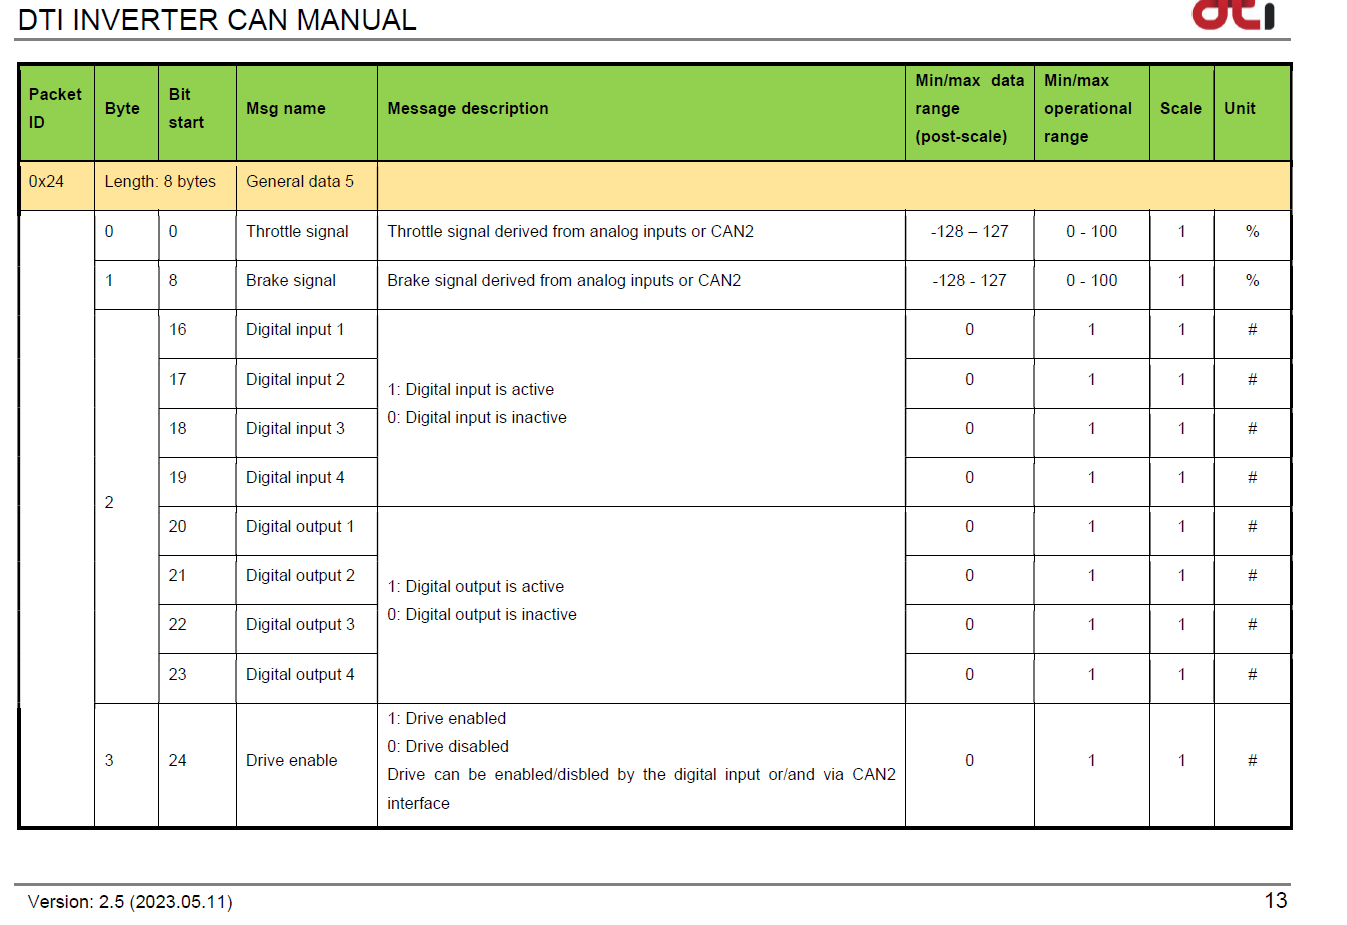 DTI INVERTER CAN MANUAL
dti
Packet ID Byte Bit start Msg name Message description Min/max data range (post-scale) Min/max operational range Scale Unit
0x24 Length: 8 bytes General data 5
0 0 Throttle signal Throttle signal derived from analog inputs or CAN2 -128 – 127 0 - 100 1 %
1 8 Brake signal Brake signal derived from analog inputs or CAN2 -128 - 127 0 - 100 1 %
2
16 Digital input 1 0 1 1 #
17 Digital input 2 0 1 1 #
1: Digital input is active
0: Digital input is inactive
18 Digital input 3 0 1 1 #
19 Digital input 4 0 1 1 #
20 Digital output 1 0 1 1 #
21 Digital output 2 0 1 1 #
1: Digital output is active
0: Digital output is inactive
22 Digital output 3 0 1 1 #
23 Digital output 4 0 1 1 #
3 24 Drive enable
1: Drive enabled
0: Drive disabled
Drive can be enabled/disbled by the digital input or/and via CAN2
interface
0 1 1 #
Version: 2.5 (2023.05.11) 13